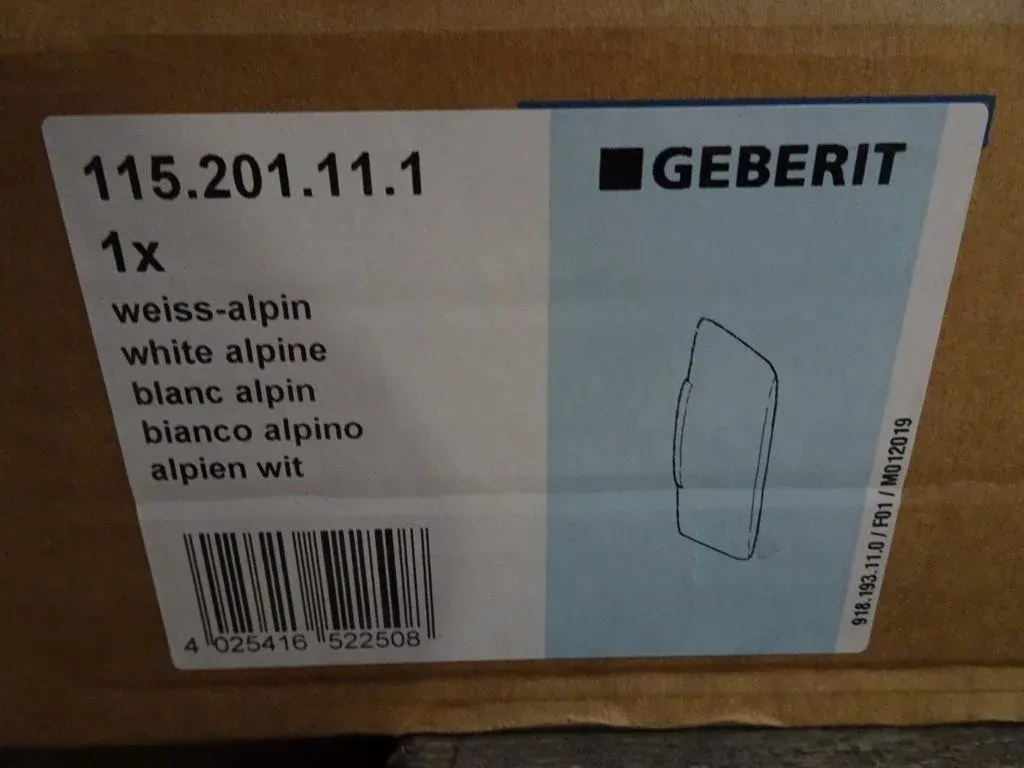 115.201.11.1
1x
weiss-alpin
white alpine
blanc alpin
bianco alpino
alpien wit
4 025416 522508
GEBERIT
918.193.11.0 / F01 / M012019